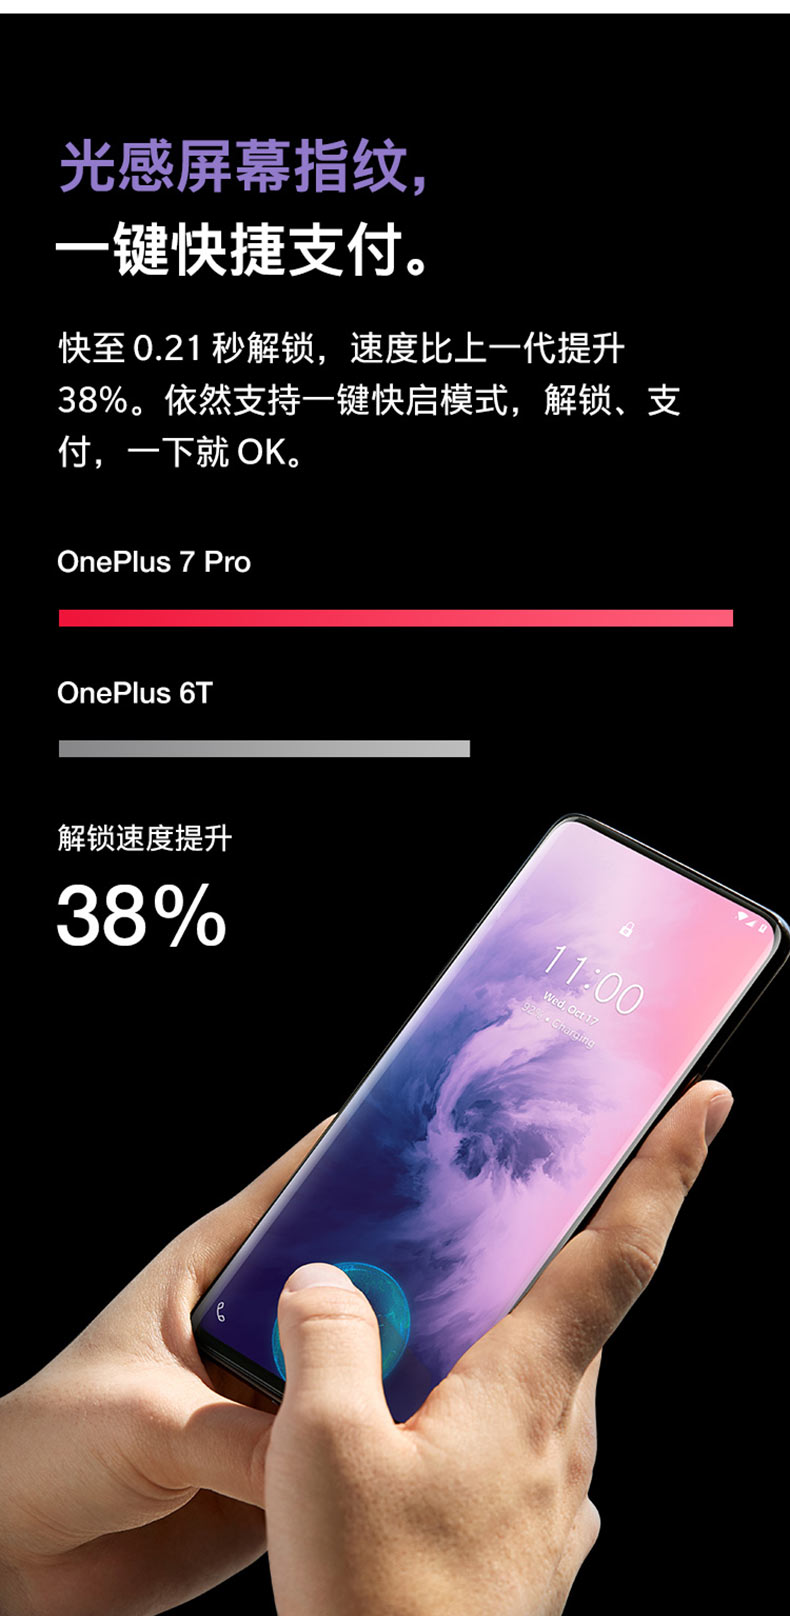 光感屏幕指纹，
一键快捷支付。
快至 0.21 秒解锁，速度比上一代提升
38%。依然支持一键快启模式，解锁、支
付，一下就 OK。
OnePlus 7 Pro
OnePlus 6T
解锁速度提升
38%
11:00
Wed, Oct 17
92% • Charging